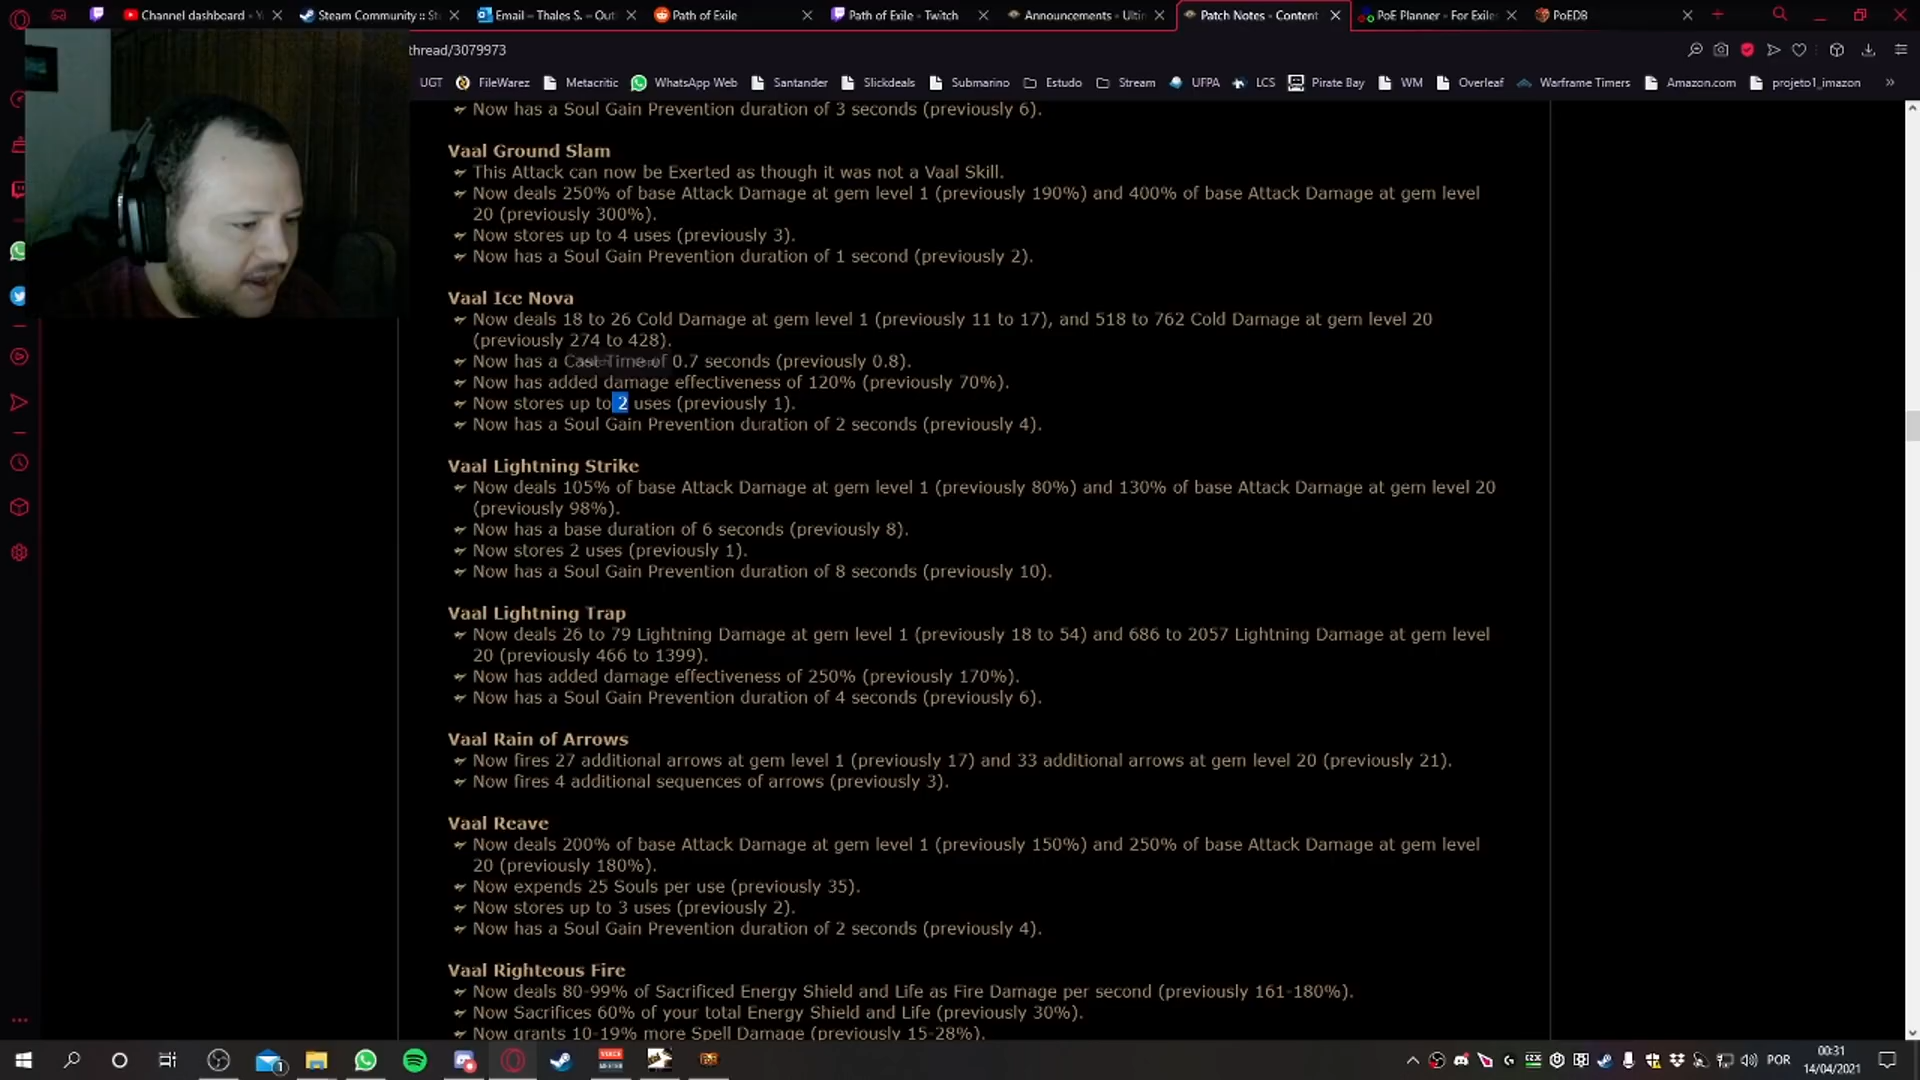 Channel dashboard - Y
Steam Community :: St
Email – Thales S. – Out
Path of Exile
Path of Exile - Twitch
Announcements - Ultim
Patch Notes - Content
PoE Planner - For Exiles
PoEDB
thread/3079973
UGT
FileWarez
Metacritic
WhatsApp Web
Santander
Slickdeals
Submarino
Estudo
Stream
UFPA
LCS
Pirate Bay
WM
Overleaf
Warframe Timers
Amazon.com
projeto1_imazon
Now has a Soul Gain Prevention duration of 3 seconds (previously 6).
Vaal Ground Slam
This Attack can now be Exerted as though it was not a Vaal Skill.
Now deals 250% of base Attack Damage at gem level 1 (previously 190%) and 400% of base Attack Damage at gem level
20 (previously 300%).
Now stores up to 4 uses (previously 3).
Now has a Soul Gain Prevention duration of 1 second (previously 2).
Vaal Ice Nova
Now deals 18 to 26 Cold Damage at gem level 1 (previously 11 to 17), and 518 to 762 Cold Damage at gem level 20
(previously 274 to 428).
Now has a Cast Time of 0.7 seconds (previously 0.8).
Now has added damage effectiveness of 120% (previously 70%).
Now stores up to 2 uses (previously 1).
Now has a Soul Gain Prevention duration of 2 seconds (previously 4).
Vaal Lightning Strike
Now deals 105% of base Attack Damage at gem level 1 (previously 80%) and 130% of base Attack Damage at gem level 20
(previously 98%).
Now has a base duration of 6 seconds (previously 8).
Now stores 2 uses (previously 1).
Now has a Soul Gain Prevention duration of 8 seconds (previously 10).
Vaal Lightning Trap
Now deals 26 to 79 Lightning Damage at gem level 1 (previously 18 to 54) and 686 to 2057 Lightning Damage at gem level
20 (previously 466 to 1399).
Now has added damage effectiveness of 250% (previously 170%).
Now has a Soul Gain Prevention duration of 4 seconds (previously 6).
Vaal Rain of Arrows
Now fires 27 additional arrows at gem level 1 (previously 17) and 33 additional arrows at gem level 20 (previously 21).
Now fires 4 additional sequences of arrows (previously 3).
Vaal Reave
Now deals 200% of base Attack Damage at gem level 1 (previously 150%) and 250% of base Attack Damage at gem level
20 (previously 180%).
Now expends 25 Souls per use (previously 35).
Now stores up to 3 uses (previously 2).
Now has a Soul Gain Prevention duration of 2 seconds (previously 4).
Vaal Righteous Fire
Now deals 80-99% of Sacrificed Energy Shield and Life as Fire Damage per second (previously 161-180%).
Now Sacrifices 60% of your total Energy Shield and Life (previously 30%).
Now grants 10-19% more Spell Damage (previously 15-28%).
POR
00:31
14/04/2021